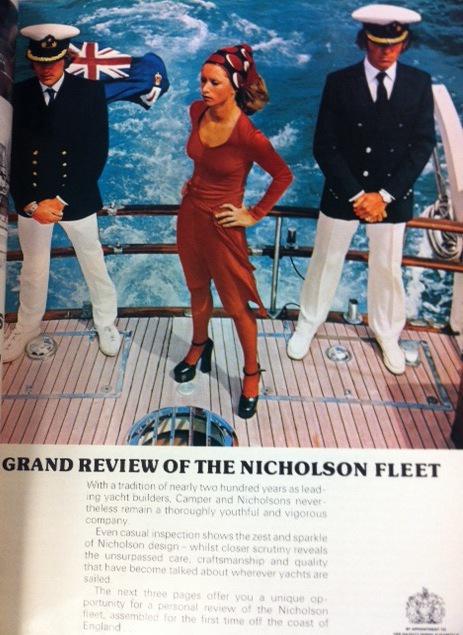 GRAND REVIEW OF THE NICHOLSON FLEET
With a tradition of nearly two hundred years as lead-
ing yacht builders, Camper and Nicholsons never-
theless remain a thoroughly youthful and vigorous
company.
Even casual inspection shows the zest and sparkle
of Nicholson design – whilst closer scrutiny reveals
the unsurpassed care, craftsmanship and quality
that have become talked about wherever yachts are
sailed.
The next three pages offer you a unique op-
portunity for a personal review of the Nicholson
fleet, assembled for the first time off the coast of
England.
BY APPOINTMENT TO